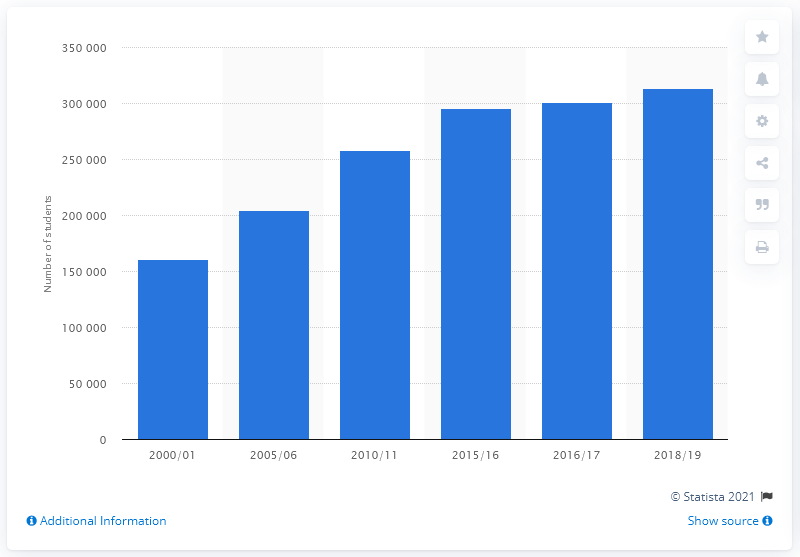 350 000
300 000
250 000
200 000
150 000
100 000
50 000
0
Number of students
2000/01 2005/06 2010/11 2015/16 2016/17 2018/19
© Statista 2021
Additional Information Show source